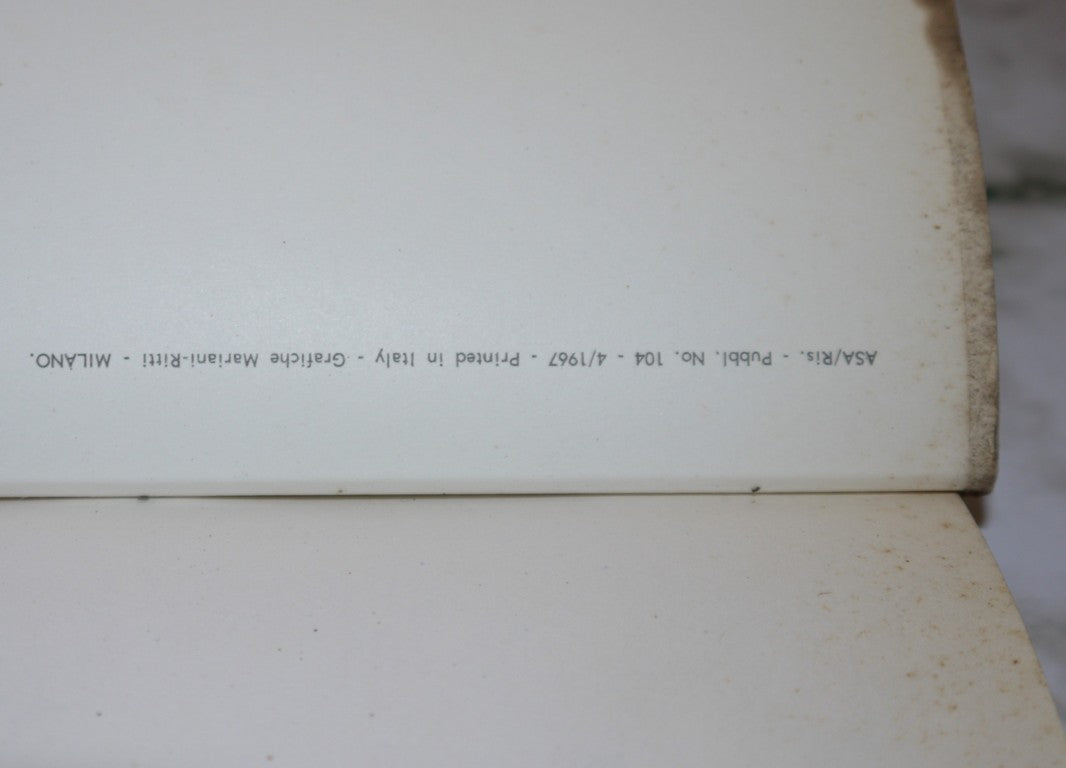 ASA/Ris. - Pubbl. No. 104 - 4/1967 - Printed in Italy - Grafiche Mariani-Ritti - MILANO.